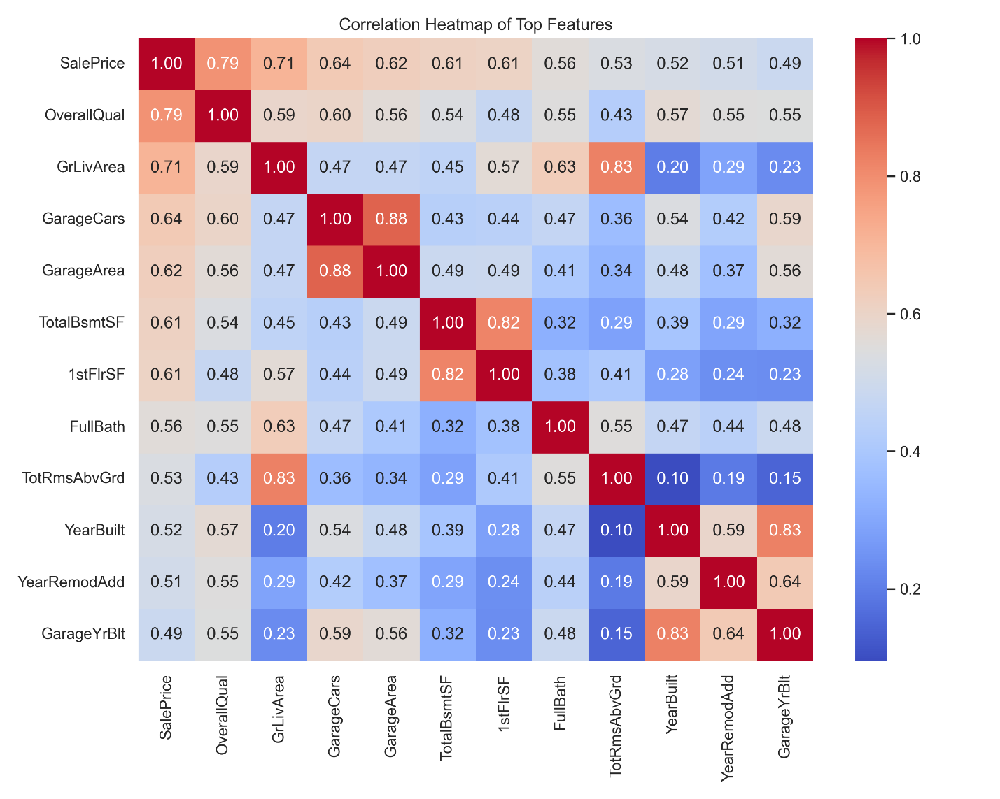 Correlation Heatmap of Top Features
SalePrice 1.00 0.79 0.71 0.64 0.62 0.61 0.61 0.56 0.53 0.52 0.51 0.49
OverallQual 0.79 1.00 0.59 0.60 0.56 0.54 0.48 0.55 0.43 0.57 0.55 0.55
GrLivArea 0.71 0.59 1.00 0.47 0.47 0.45 0.57 0.63 0.83 0.20 0.29 0.23
GarageCars 0.64 0.60 0.47 1.00 0.88 0.43 0.44 0.47 0.36 0.54 0.42 0.59
GarageArea 0.62 0.56 0.47 0.88 1.00 0.49 0.49 0.41 0.34 0.48 0.37 0.56
TotalBsmtSF 0.61 0.54 0.45 0.43 0.49 1.00 0.82 0.32 0.29 0.39 0.29 0.32
1stFlrSF 0.61 0.48 0.57 0.44 0.49 0.82 1.00 0.38 0.41 0.28 0.24 0.23
FullBath 0.56 0.55 0.63 0.47 0.41 0.32 0.38 1.00 0.55 0.47 0.44 0.48
TotRmsAbvGrd 0.53 0.43 0.83 0.36 0.34 0.29 0.41 0.55 1.00 0.10 0.19 0.15
YearBuilt 0.52 0.57 0.20 0.54 0.48 0.39 0.28 0.47 0.10 1.00 0.59 0.83
YearRemodAdd 0.51 0.55 0.29 0.42 0.37 0.29 0.24 0.44 0.19 0.59 1.00 0.64
GarageYrBlt 0.49 0.55 0.23 0.59 0.56 0.32 0.23 0.48 0.15 0.83 0.64 1.00
SalePrice
OverallQual
GrLivArea
GarageCars
GarageArea
TotalBsmtSF
1stFlrSF
FullBath
TotRmsAbvGrd
YearBuilt
YearRemodAdd
GarageYrBlt
1.0
0.8
0.6
0.4
0.2